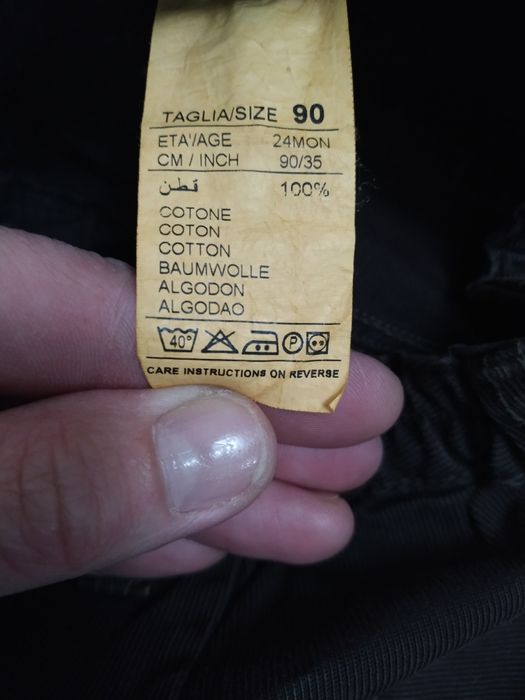 TAGLIA/SIZE 90
ETA'/AGE 24MON
CM / INCH 90/35
قطن 100%
COTONE
COTON
COTTON
BAUMWOLLE
ALGODON
ALGODAO
40° P
CARE INSTRUCTIONS ON REVERSE